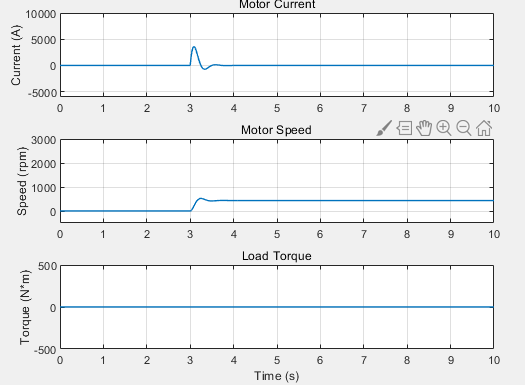 Motor Current
10000
5000
0
-5000
Current (A)
0 1 2 3 4 5 6 7 8 9 10
Motor Speed
3000
2000
1000
0
Speed (rpm)
0 1 2 3 4 5 6 7 8 9 10
Load Torque
500
0
-500
Torque (N*m)
0 1 2 3 4 5 6 7 8 9 10
Time (s)